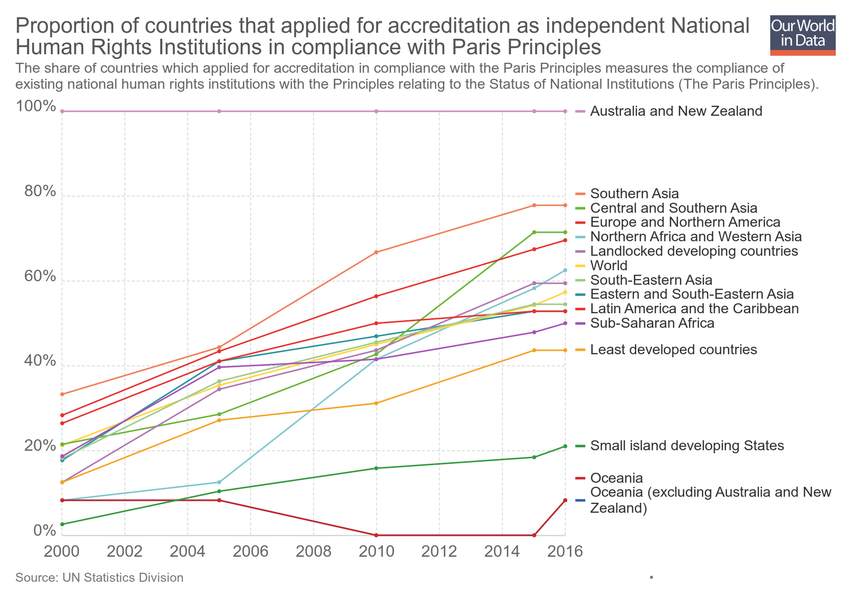 Proportion of countries that applied for accreditation as independent National
Human Rights Institutions in compliance with Paris Principles
Our World
in Data
The share of countries which applied for accreditation in compliance with the Paris Principles measures the compliance of
existing national human rights institutions with the Principles relating to the Status of National Institutions (The Paris Principles).
100%
80%
60%
40%
20%
0%
Australia and New Zealand
Southern Asia
Central and Southern Asia
Europe and Northern America
Northern Africa and Western Asia
Landlocked developing countries
World
South-Eastern Asia
Eastern and South-Eastern Asia
Latin America and the Caribbean
Sub-Saharan Africa
Least developed countries
Small island developing States
Oceania
Oceania (excluding Australia and New
Zealand)
2000 2002 2004 2006 2008 2010 2012 2014 2016
Source: UN Statistics Division